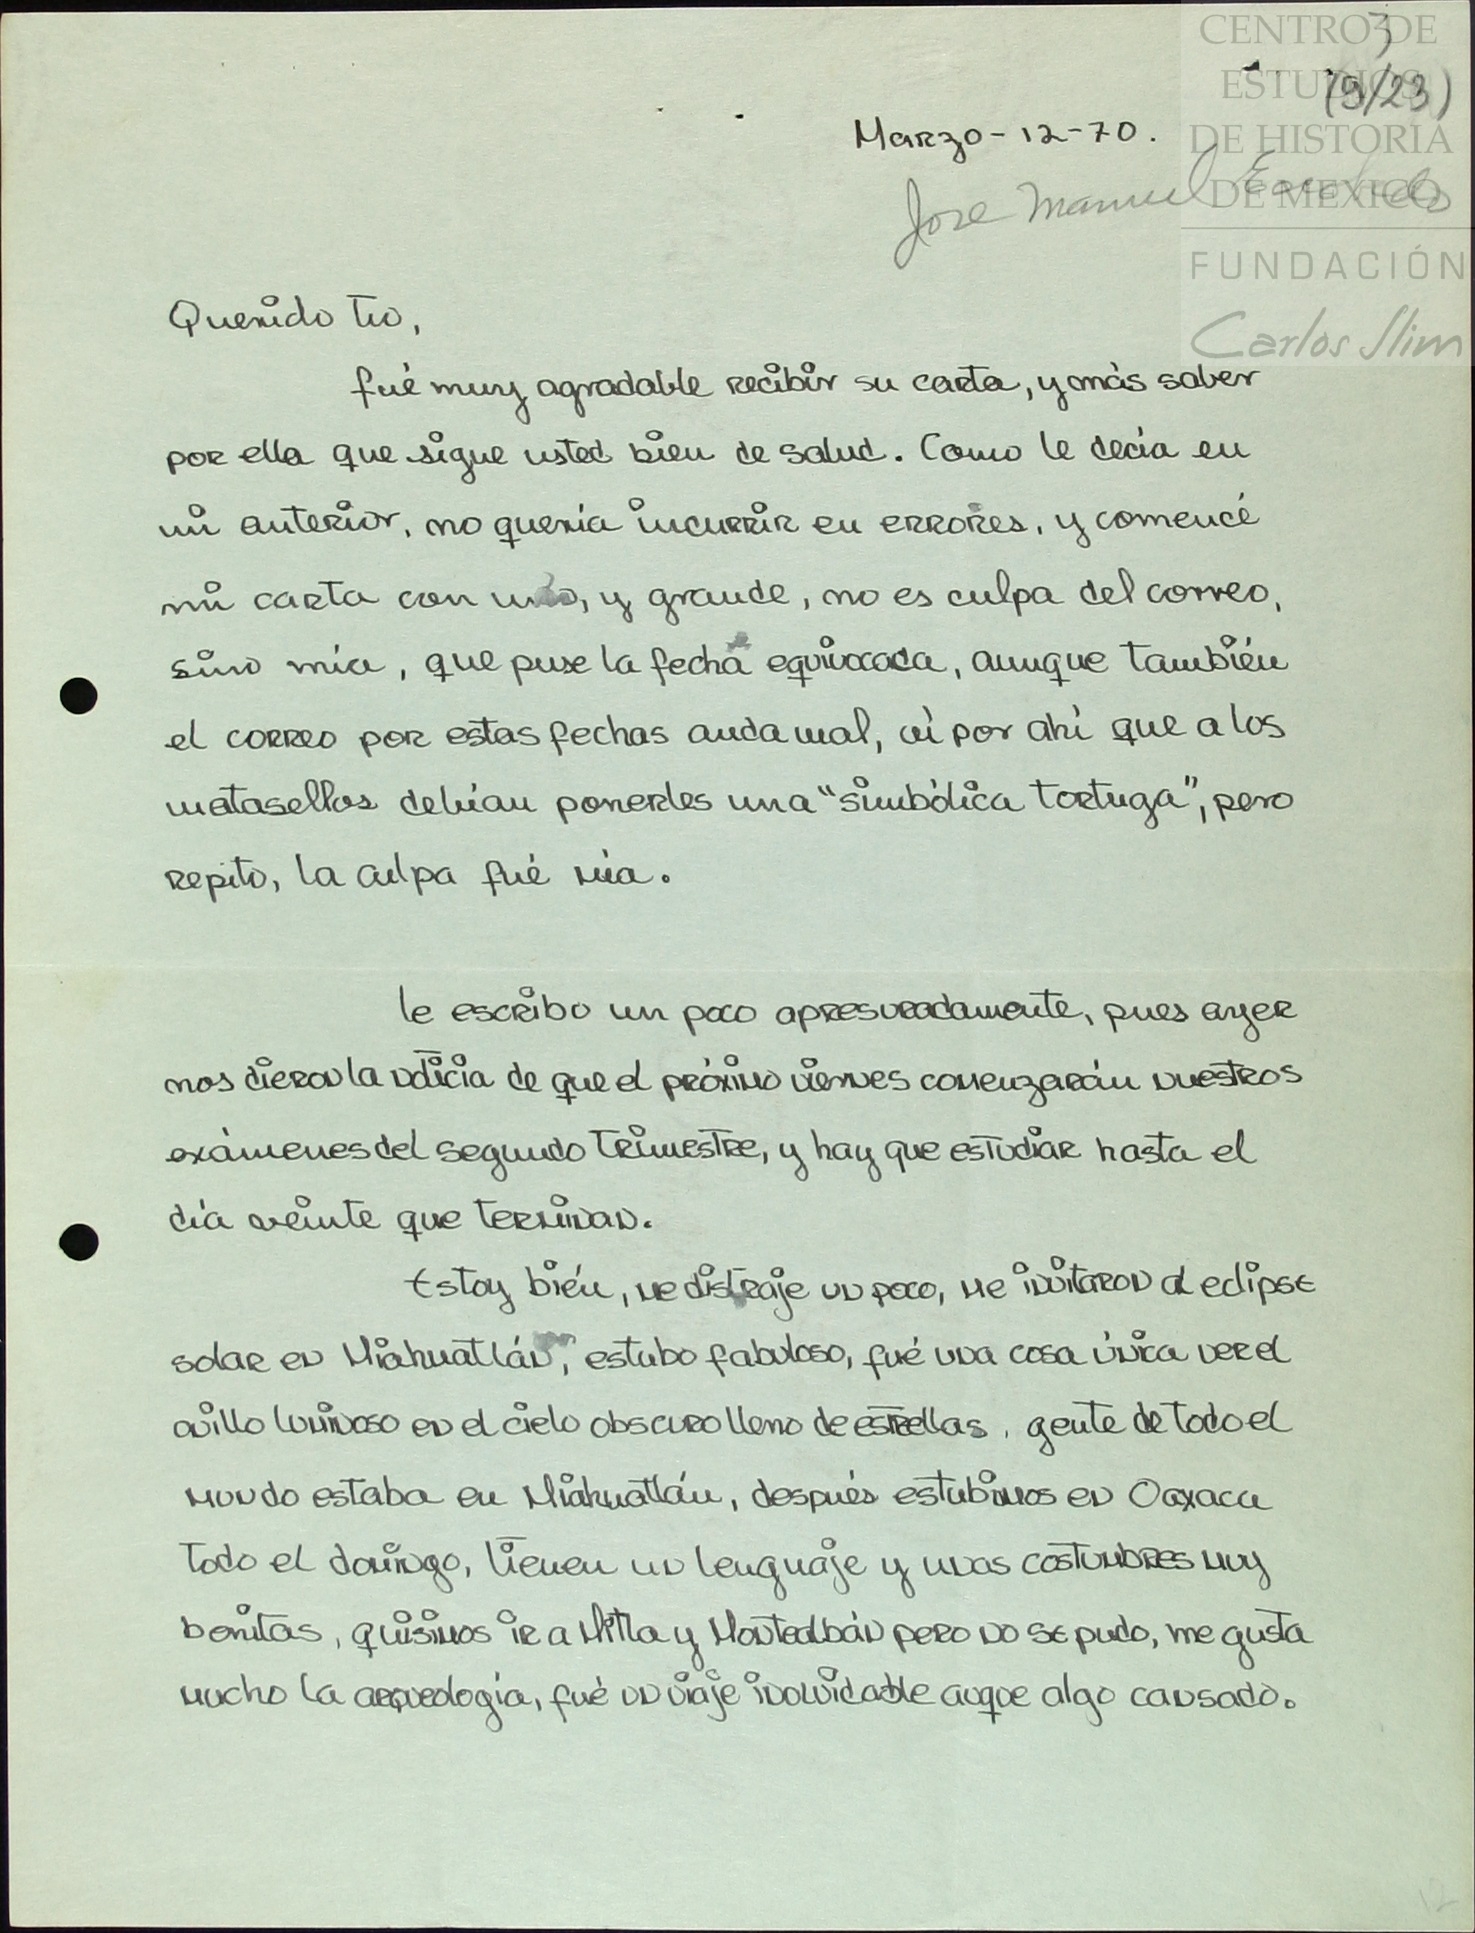 CENTRO DE
ESTUDIOS
DE HISTORIA
DE MEXICO
FUNDACIÓN
Carlos Slim
(9/23)
Marzo - 12 - 70.
Jose Manuel
Querido tio,
fué muy agradable recibir su carta, y más saber
por ella que sigue usted bien de salud. Como le decia en
mi anterior, no queria incurrir en errores, y comencé
mi carta con uno, y grande, no es culpa del correo,
sino mia, que puse la fecha equivocada, aunque también
el correo por estas fechas anda mal, oí por ahí que a los
matasellos debian ponerles una "simbólica tortuga", pero
repito, la culpa fué mia.
le escribo un poco apresuradamente, pues ayer
nos dieron la noticia de que el próximo viernes comenzarán nuestros
exámenes del segundo trimestre, y hay que estudiar hasta el
día veinte que terminan.
Estoy bién, me distraje un poco, me invitaron al eclipse
solar en Miahuatlán, estubo fabuloso, fué una cosa única ver el
anillo luminoso en el cielo obscuro lleno de estrellas, gente de todo el
mundo estaba en Miahuatlán, después estubimos en Oaxaca
todo el domingo, tienen un lenguaje y unas costumbres muy
bonitas, quisimos ir a Mitla y Montealbán pero no se pudo, me gusta
mucho la arqueologia, fué un viaje inolvidable auque algo cansado.
12